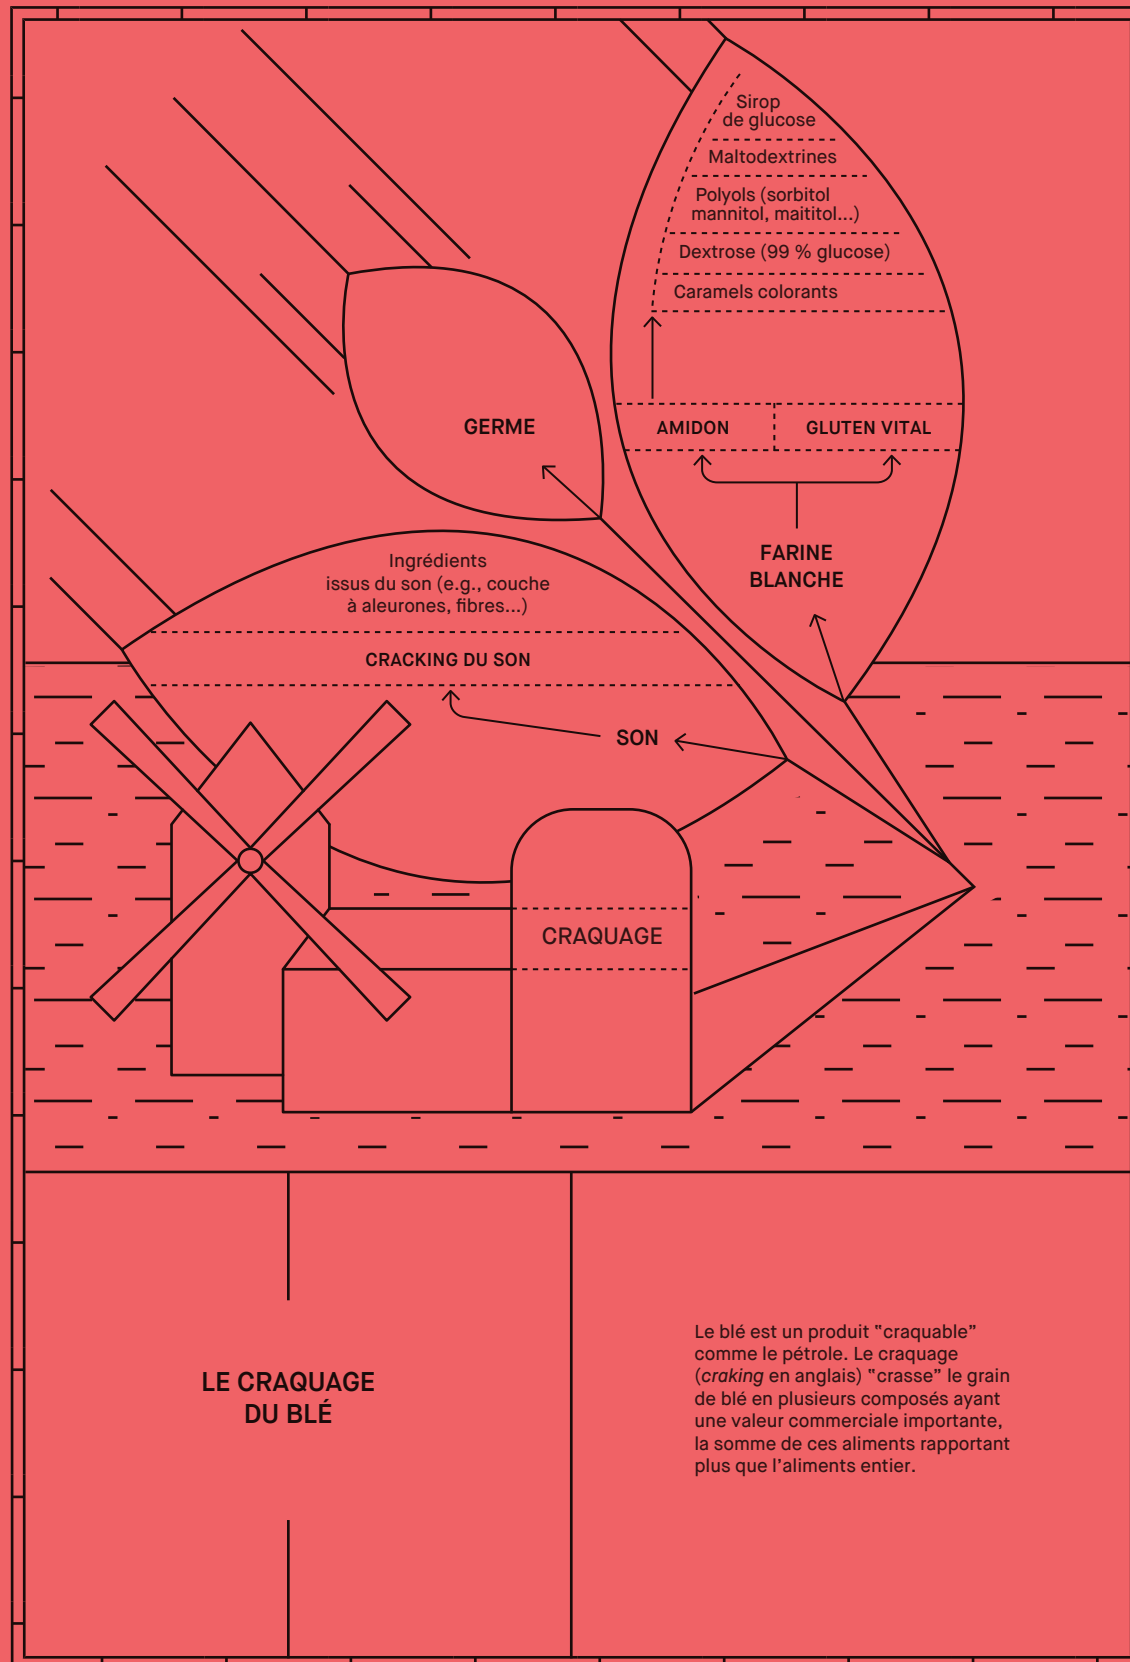 Sirop
de glucose
Maltodextrines
Polyols (sorbitol
mannitol, maititol...)
Dextrose (99 % glucose)
Caramels colorants
AMIDON
GLUTEN VITAL
FARINE
BLANCHE
GERME
Ingrédients
issus du son (e.g., couche
à aleurones, fibres...)
CRACKING DU SON
SON
CRAQUAGE
LE CRAQUAGE
DU BLÉ
Le blé est un produit "craquable"
comme le pétrole. Le craquage
(craking en anglais) "crasse" le grain
de blé en plusieurs composés ayant
une valeur commerciale importante,
la somme de ces aliments rapportant
plus que l'aliments entier.